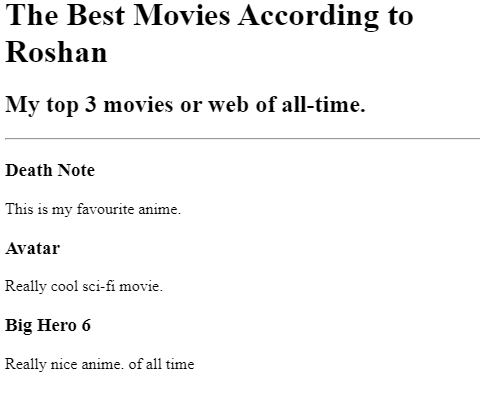 The Best Movies According to
Roshan
My top 3 movies or web of all-time.
Death Note
This is my favourite anime.
Avatar
Really cool sci-fi movie.
Big Hero 6
Really nice anime. of all time